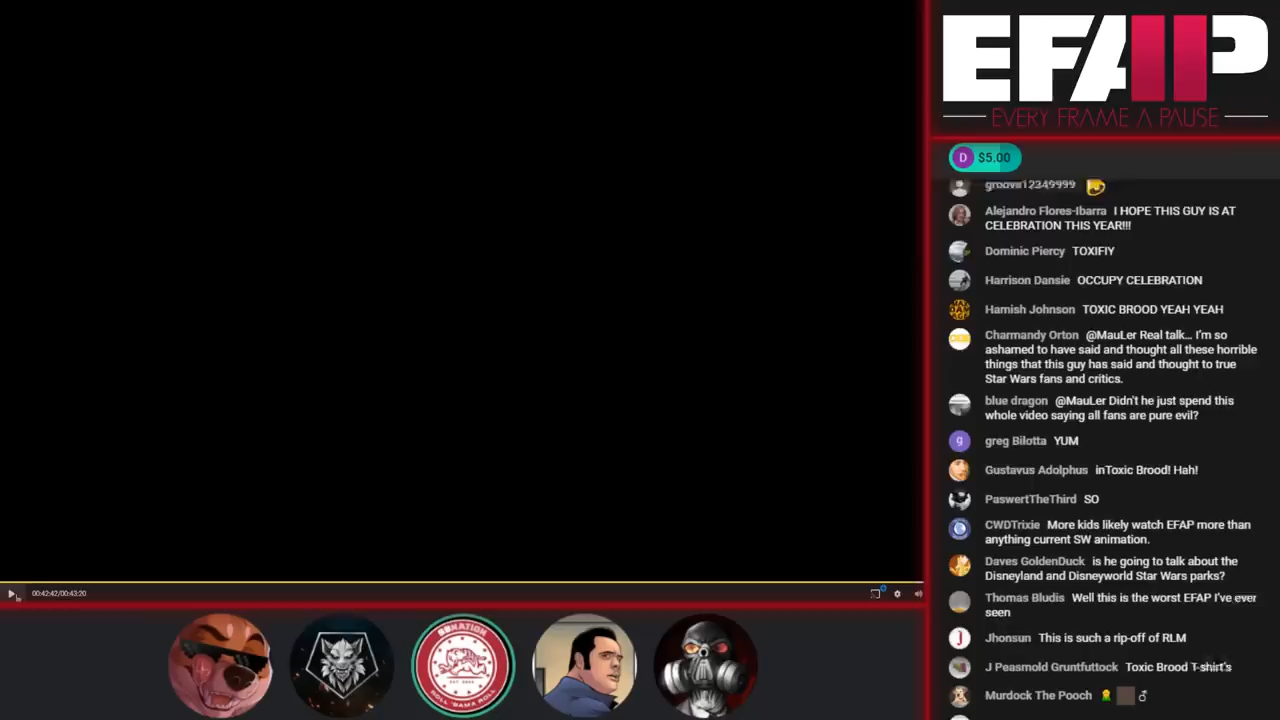 EFAP
EVERY FRAME A PAUSE
D $5.00
groovii12349999
Alejandro Flores-Ibarra I HOPE THIS GUY IS AT
CELEBRATION THIS YEAR!!!
Dominic Piercy TOXIFIY
Harrison Dansie OCCUPY CELEBRATION
Hamish Johnson TOXIC BROOD YEAH YEAH
Charmandy Orton @MauLer Real talk... I'm so
ashamed to have said and thought all these horrible
things that this guy has said and thought to true
Star Wars fans and critics.
blue dragon @MauLer Didn't he just spend this
whole video saying all fans are pure evil?
g greg Bilotta YUM
Gustavus Adolphus inToxic Brood! Hah!
PaswertTheThird SO
CWDTrixie More kids likely watch EFAP more than
anything current SW animation.
Daves GoldenDuck is he going to talk about the
Disneyland and Disneyworld Star Wars parks?
Thomas Bludis Well this is the worst EFAP I've ever
seen
J Jhonsun This is such a rip-off of RLM
J Peasmold Gruntfuttock Toxic Brood T-shirt's
Murdock The Pooch
00:42:42/00:43:20
NATION
ROLL 'BAMA ROLL